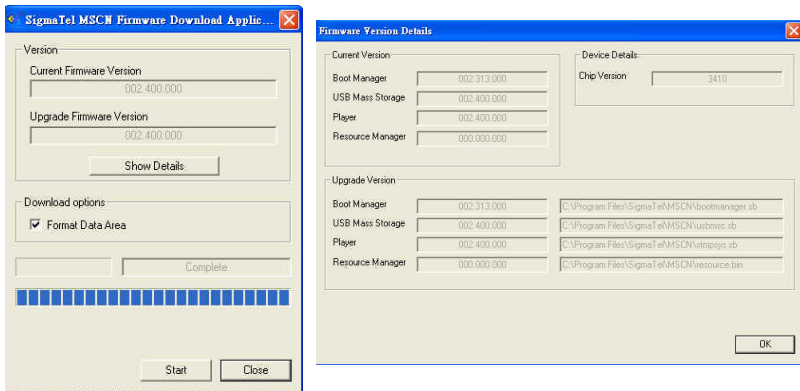 SigmaTel MSCN Firmware Download Applic...
Version
Current Firmware Version
002.400.000
Upgrade Firmware Version
002.400.000
Show Details
Download options
Format Data Area
Complete
Start
Close
Firmware Version Details
Current Version
Boot Manager 002.313.000
USB Mass Storage 002.400.000
Player 002.400.000
Resource Manager 000.000.000
Device Details
Chip Version 3410
Upgrade Version
Boot Manager 002.313.000 C:\Program Files\SigmaTel\MSCN\bootmanager.sb
USB Mass Storage 002.400.000 C:\Program Files\SigmaTel\MSCN\usbmsc.sb
Player 002.400.000 C:\Program Files\SigmaTel\MSCN\stmpsys.sb
Resource Manager 000.000.000 C:\Program Files\SigmaTel\MSCN\resource.bin
OK